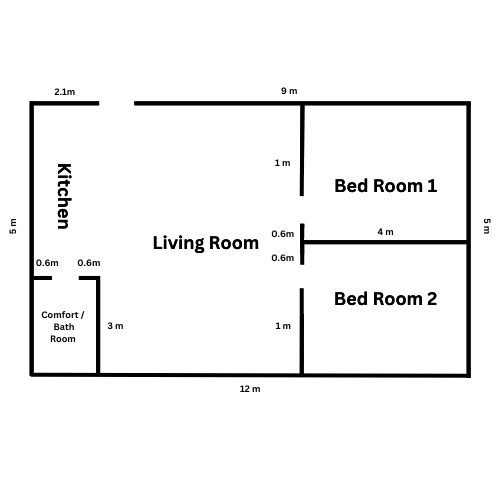 2.1m
9 m
Kitchen
1 m
Bed Room 1
5 m
5 m
0.6m
4 m
Living Room
0.6m
0.6m
0.6m
Bed Room 2
Comfort /
Bath
Room
3 m
1 m
12 m